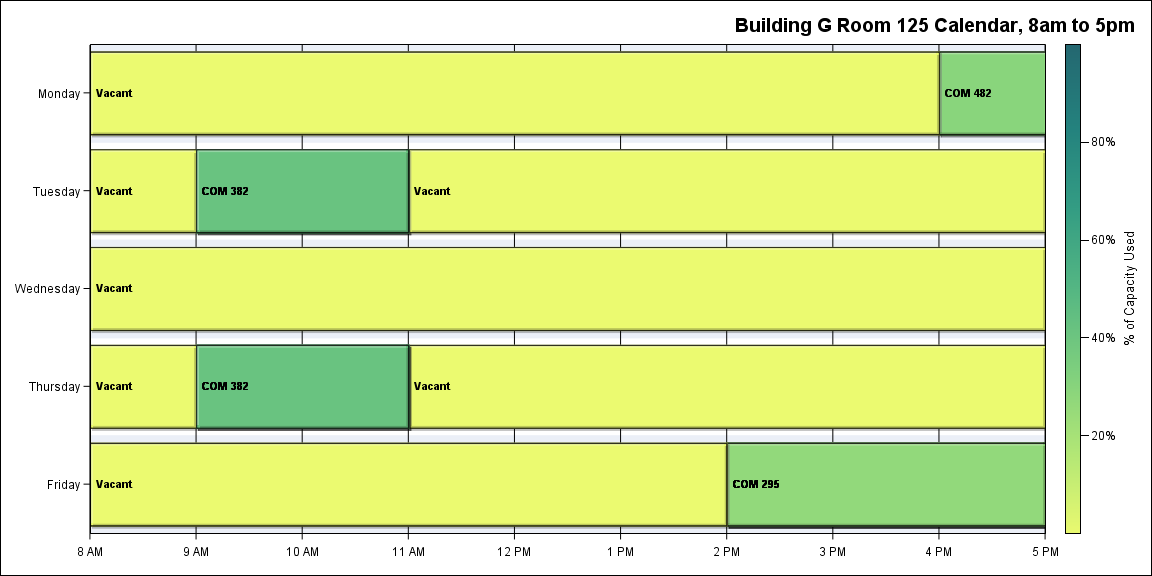 Building G Room 125 Calendar, 8am to 5pm
Monday
Vacant
COM 482
Tuesday
Vacant
COM 382
Vacant
Wednesday
Vacant
Thursday
Vacant
COM 382
Vacant
Friday
Vacant
COM 295
8 AM
9 AM
10 AM
11 AM
12 PM
1 PM
2 PM
3 PM
4 PM
5 PM
80%
60%
40%
20%
% of Capacity Used